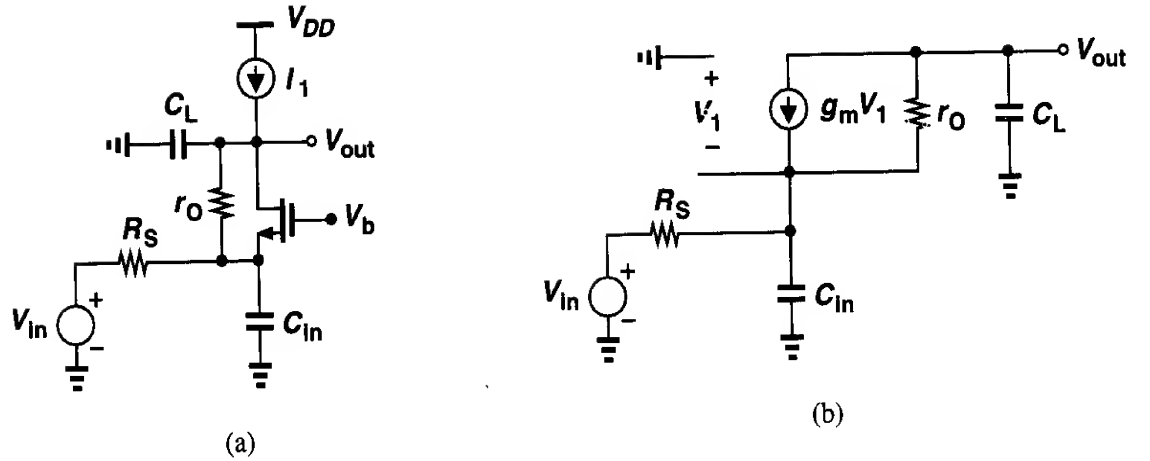 V_DD
I_1
C_L
V_out
r_O
V_b
R_S
V_in
+
−
C_in
(a)
V_out
+
V_1
−
g_mV_1
r_O
C_L
R_S
V_in
+
−
C_in
(b)